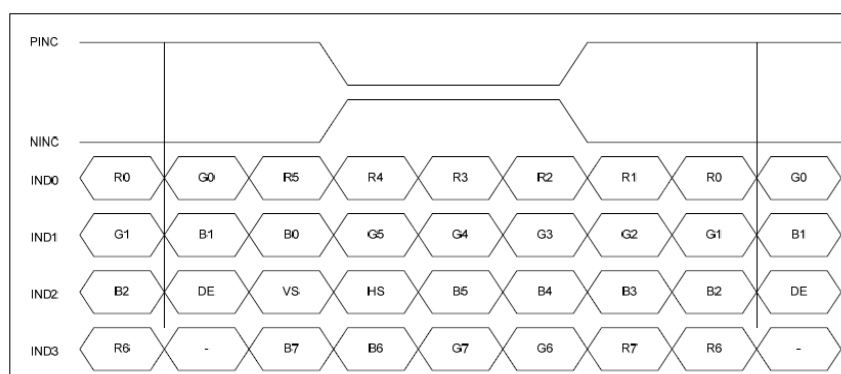 PINC
NINC
IND0 R0 G0 R5 R4 R3 R2 R1 R0 G0
IND1 G1 B1 B0 G5 G4 G3 G2 G1 B1
IND2 B2 DE VS HS B5 B4 B3 B2 DE
IND3 R6 - B7 B6 G7 G6 R7 R6 -